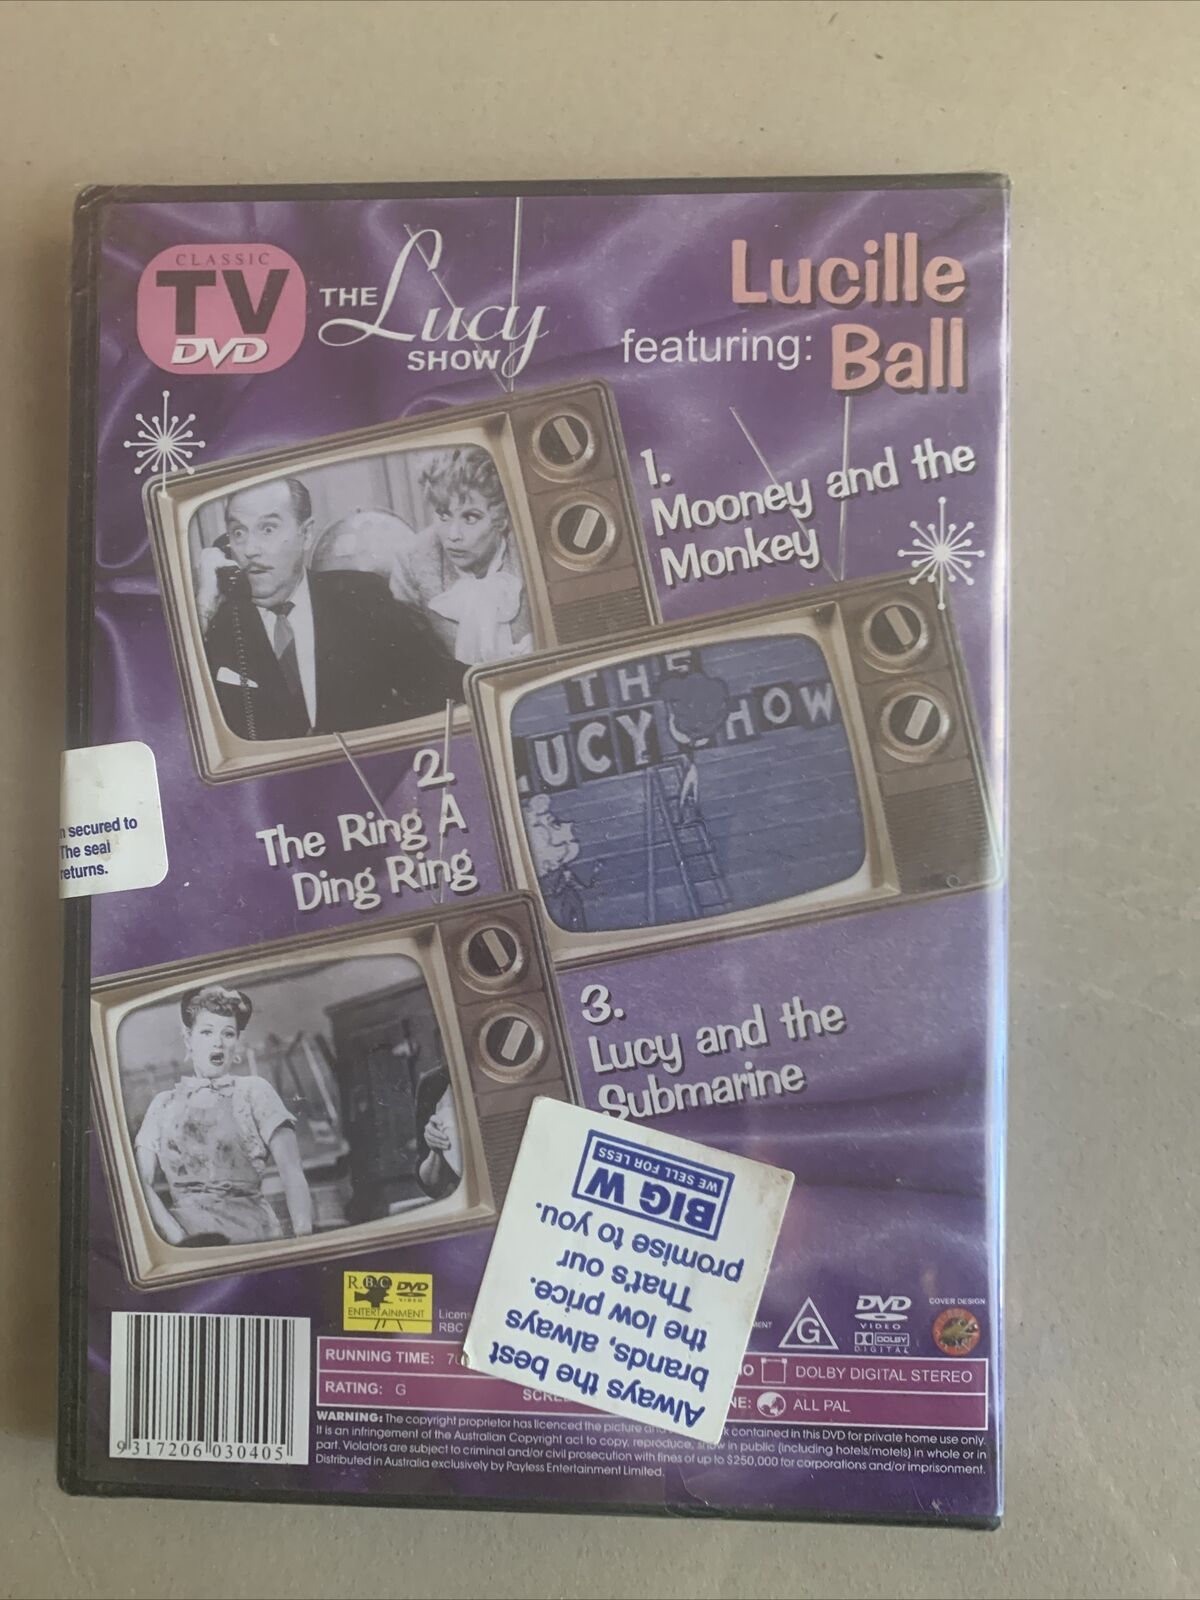 CLASSIC
TV
DVD
THE Lucy
SHOW
featuring:
Lucille
Ball
1.
Mooney and the
Monkey
THE
LUCY SHOW
2.
The Ring A
Ding Ring
secured to
The seal
returns.
3.
Lucy and the
Submarine
BIG W
WE SELL FOR LESS
Always the best
brands, always
the low price.
That's our
promise to you.
R.B.C
DVD
VIDEO
ENTERTAINMENT
RBC
G
DVD
VIDEO
DOLBY
DIGITAL
COVER DESIGN
RUNNING TIME:
DOLBY DIGITAL STEREO
RATING: G
ALL PAL
9 317206 030405
WARNING: The copyright proprietor has licenced the picture contained in this DVD for private home use only.
It is an infringement of the Australian Copyright act to copy, reproduce, show in public (including hotels/motels) in whole or in
part. Violators are subject to criminal and/or civil prosecution with fines of up to $250,000 for corporations and/or imprisonment.
Distributed in Australia exclusively by Payless Entertainment Limited.